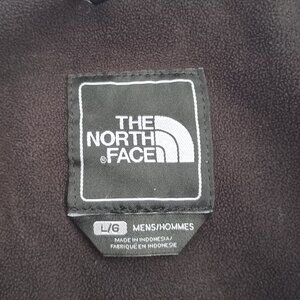 THE
NORTH
FACE
L/G MENS/HOMMES
MADE IN INDONESIA/
FABRIQUÉ EN INDONESIE